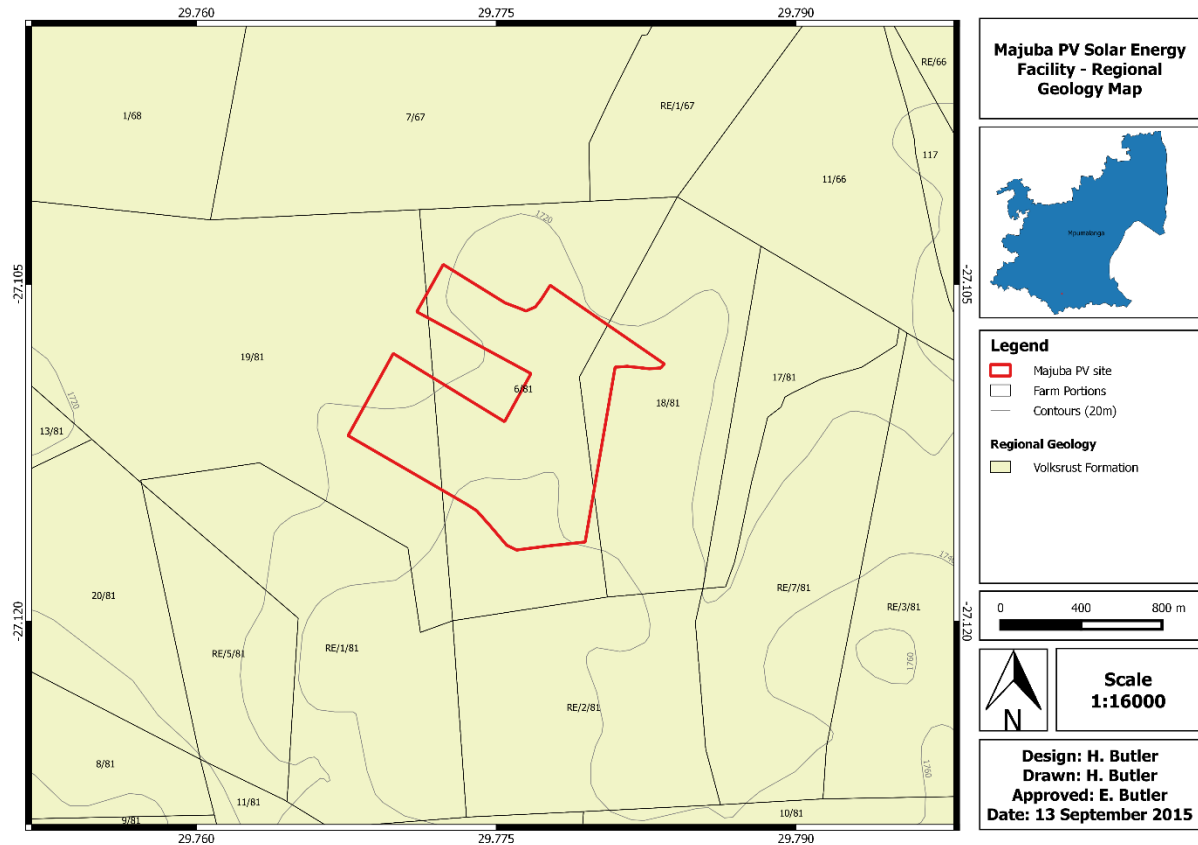 29.760
29.775
29.790
Majuba PV Solar Energy
Facility - Regional
Geology Map
RE/66
1/68
7/67
RE/1/67
117
11/66
Mpumalanga
1720
-27.105
-27.105
Legend
Majuba PV site
Farm Portions
Contours (20m)
Regional Geology
Volksrust Formation
19/81
6/81
17/81
18/81
1720
13/81
1740
20/81
RE/7/81
RE/3/81
0 400 800 m
-27.120
-27.120
RE/5/81
RE/1/81
1760
RE/2/81
N
Scale
1:16000
8/81
1760
11/81
9/81
10/81
Design: H. Butler
Drawn: H. Butler
Approved: E. Butler
Date: 13 September 2015
29.760
29.775
29.790